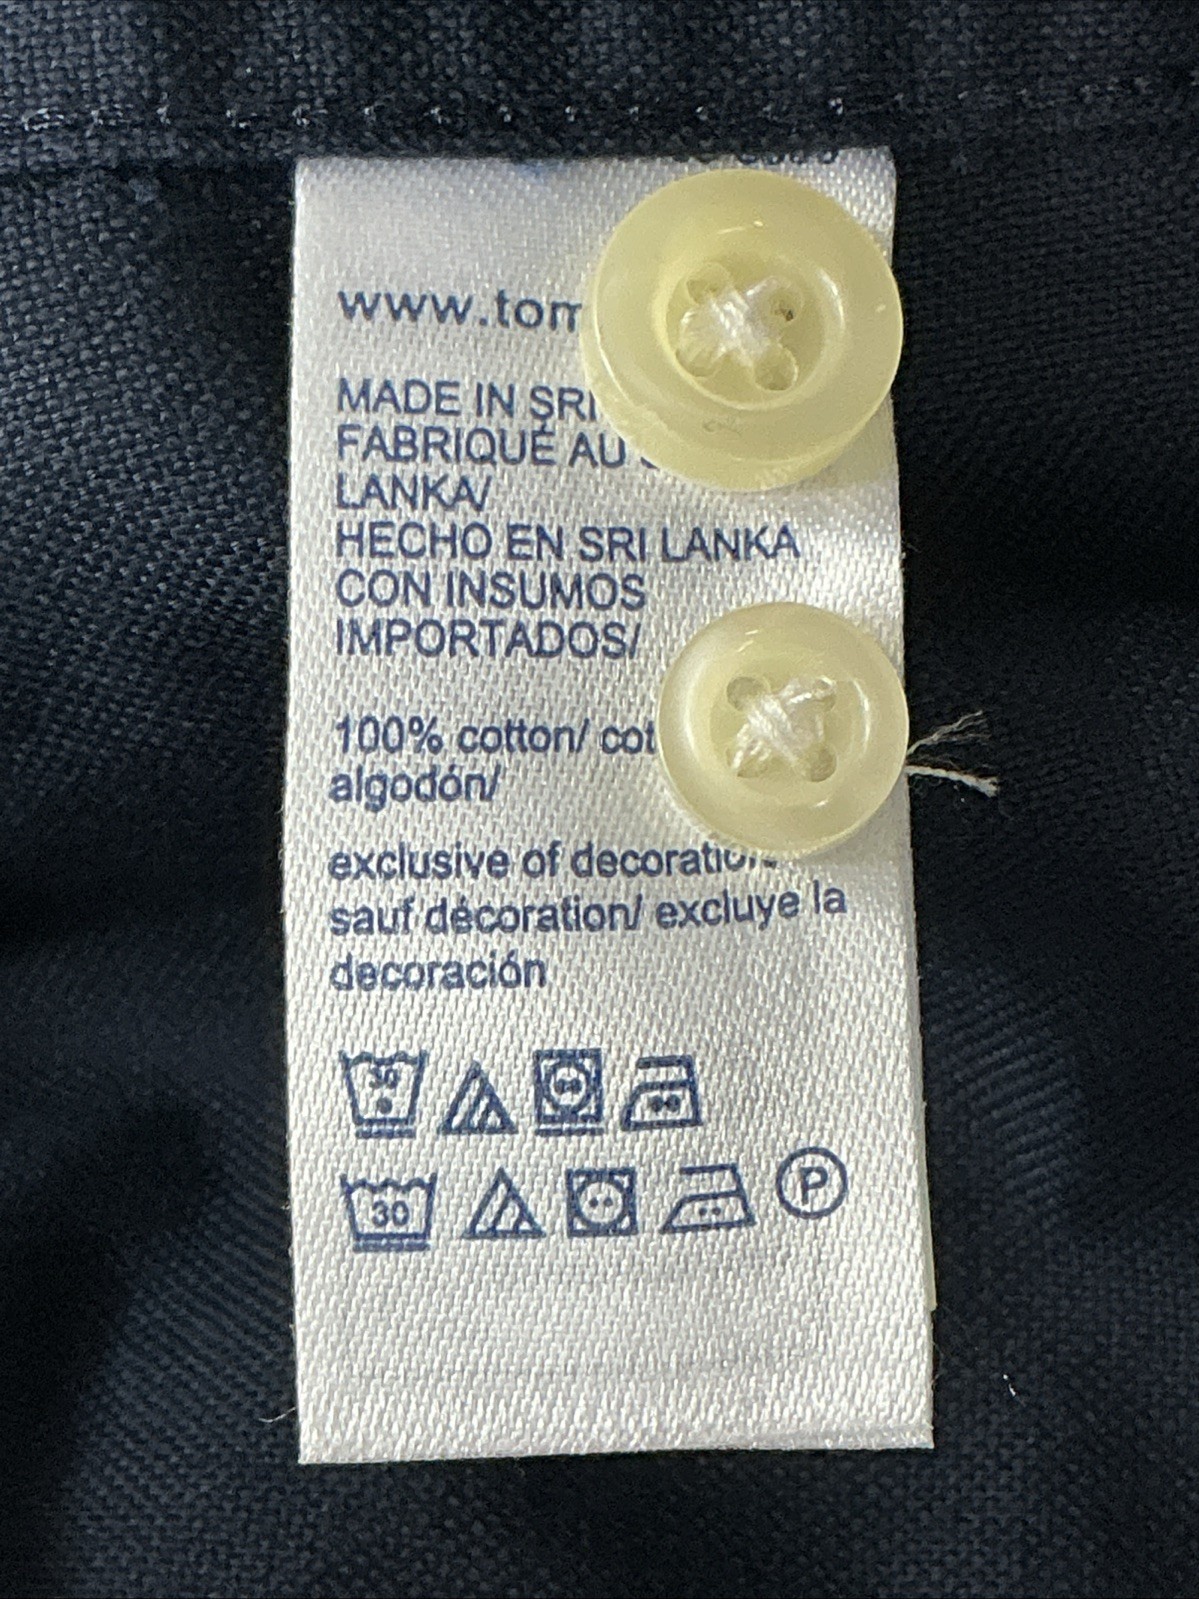 www.tom
MADE IN SRI
FABRIQUÉ AU
LANKA/
HECHO EN SRI LANKA
CON INSUMOS
IMPORTADOS/
100% cotton/ cot
algodón/
exclusive of decoration
sauf décoration/ excluye la
decoración
30
30
P